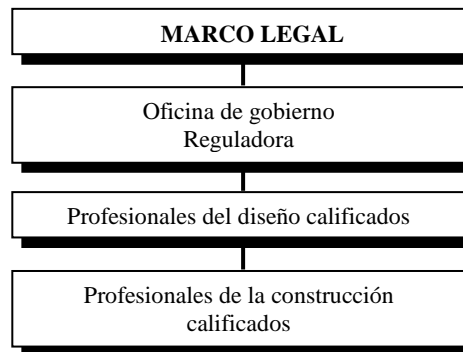 MARCO LEGAL
Oficina de gobierno
Reguladora
Profesionales del diseño calificados
Profesionales de la construcción
calificados